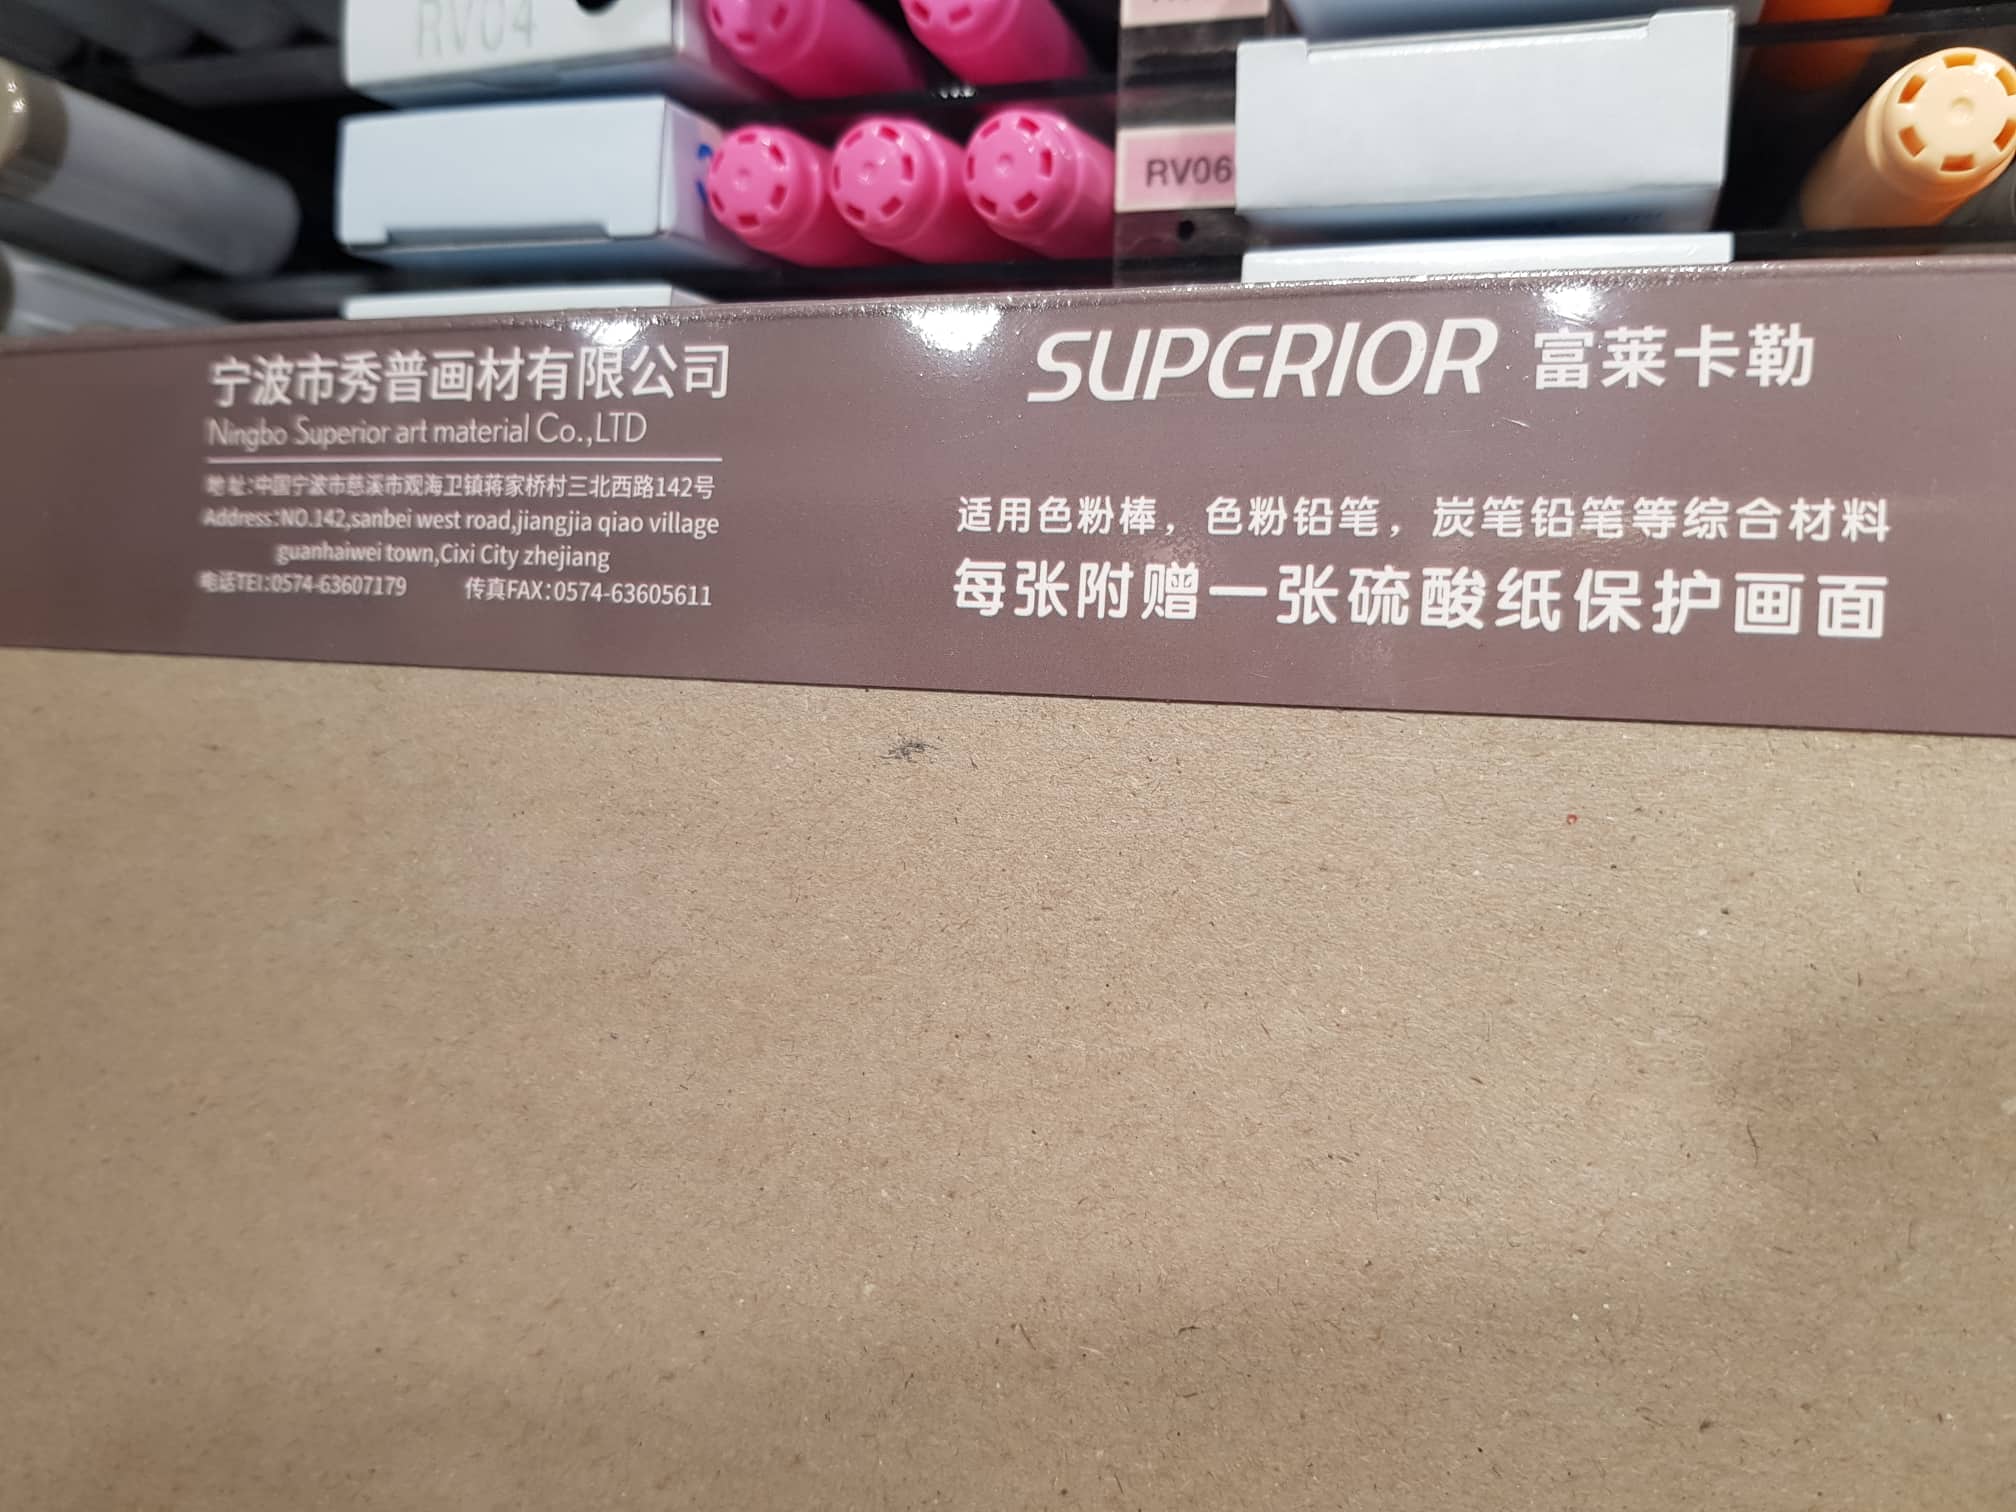 RV04
RV06
宁波市秀普画材有限公司
Ningbo Superior art material Co.,LTD
地址:中国宁波市慈溪市观海卫镇蒋家桥村三北西路142号
Address:NO.142,sanbei west road,jiangjia qiao village
guanhaiwei town,Cixi City zhejiang
电话TEl:0574-63607179 传真FAX:0574-63605611
SUPERIOR 富莱卡勒
适用色粉棒，色粉铅笔，炭笔铅笔等综合材料
每张附赠一张硫酸纸保护画面